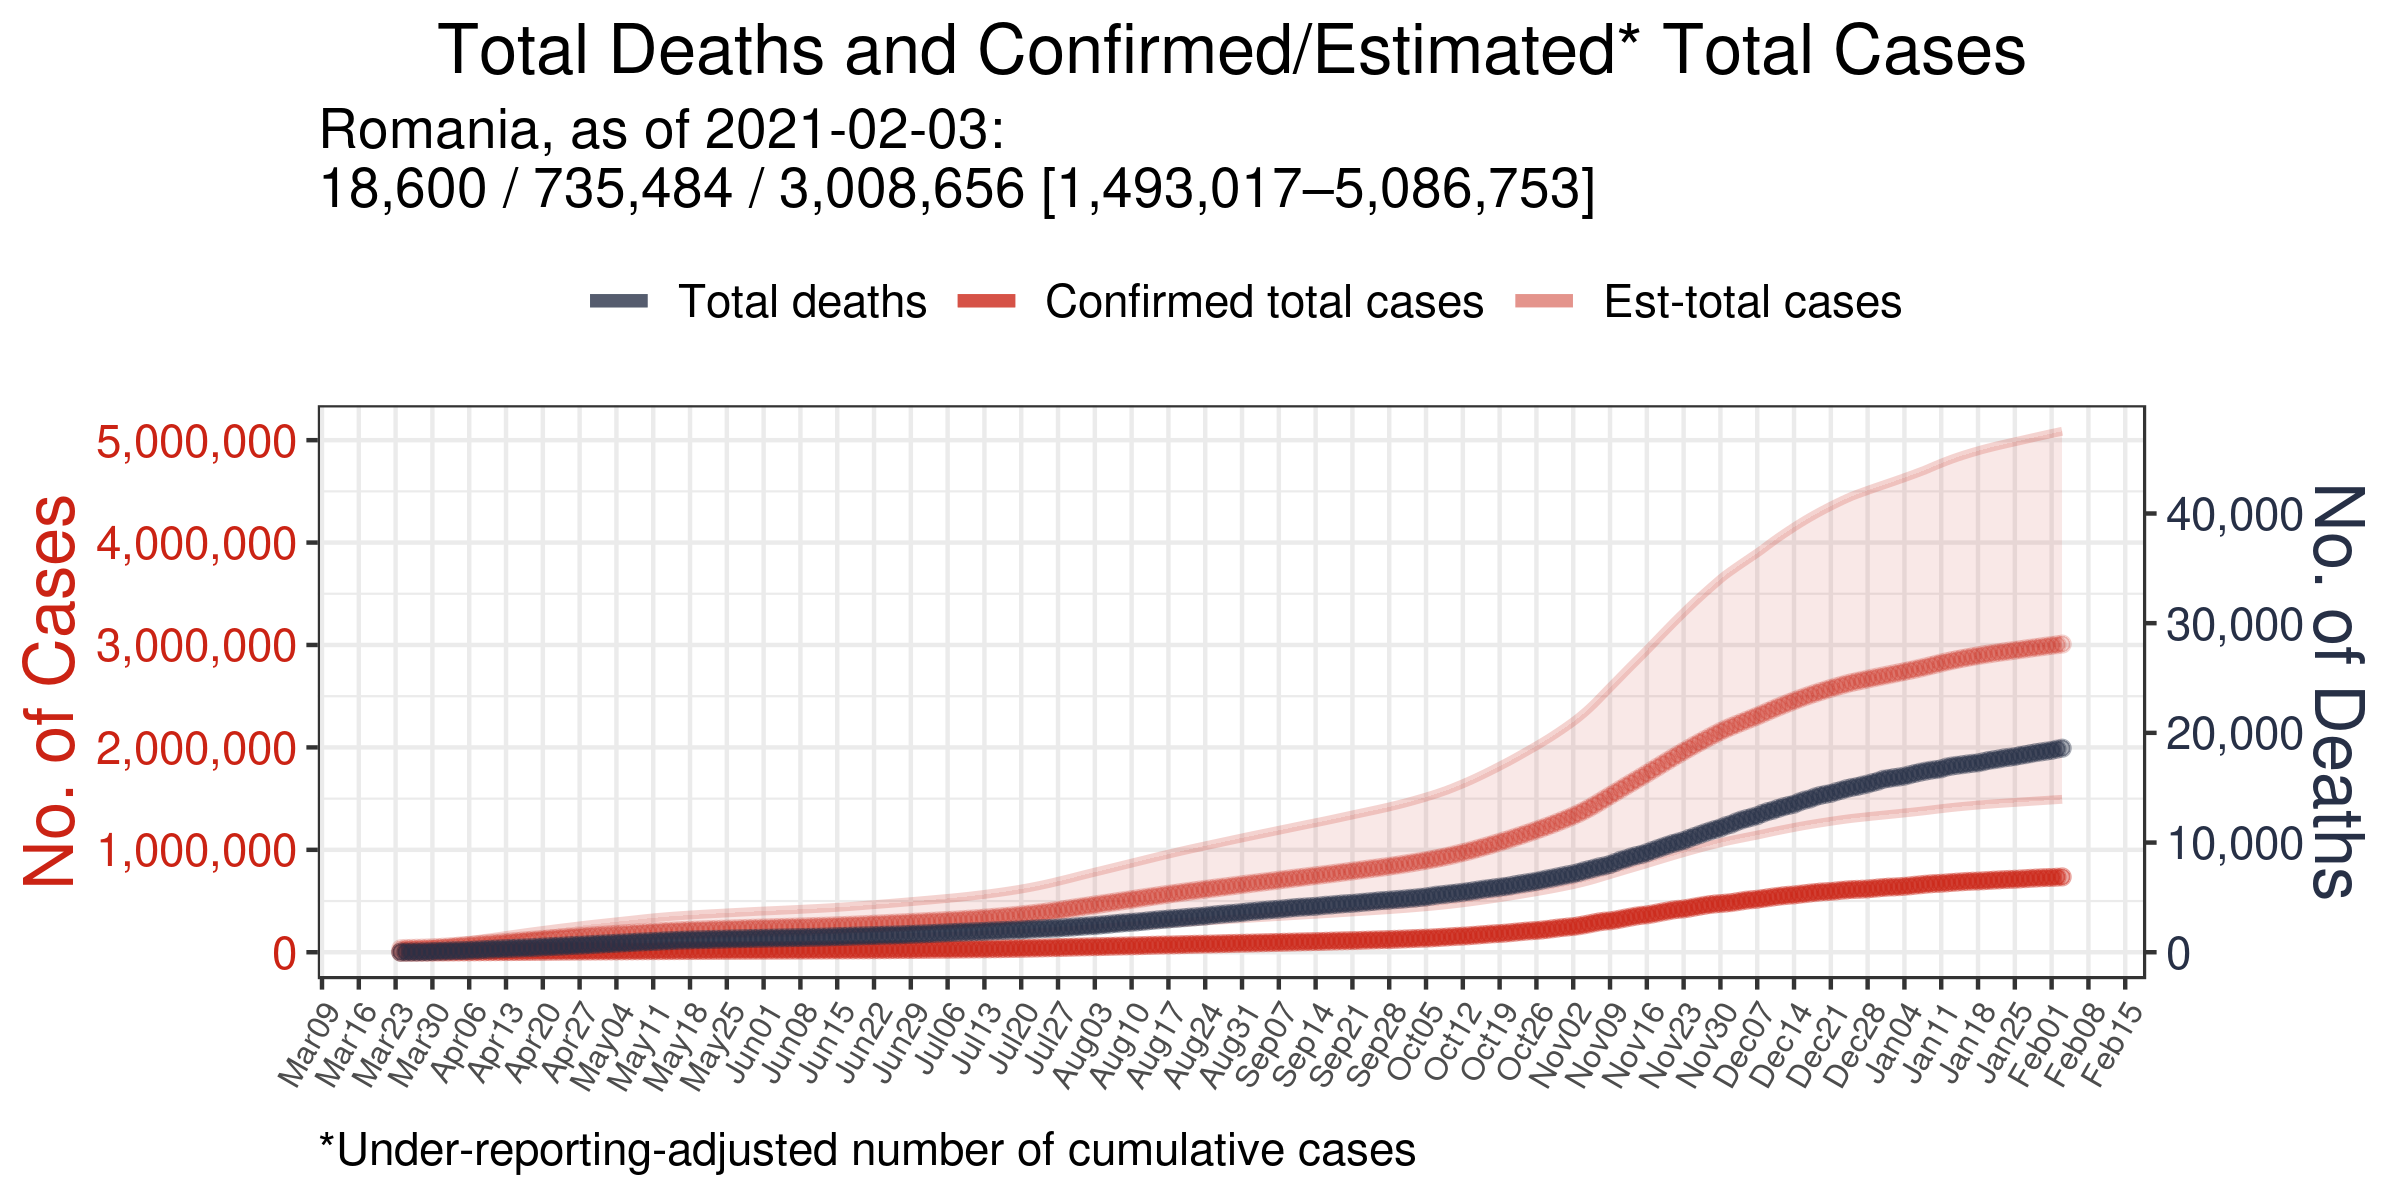 Total Deaths and Confirmed/Estimated* Total Cases
Romania, as of 2021-02-03:
18,600 / 735,484 / 3,008,656 [1,493,017–5,086,753]
Total deaths
Confirmed total cases
Est-total cases
No. of Cases
5,000,000
4,000,000
3,000,000
2,000,000
1,000,000
0
40,000
30,000
20,000
10,000
0
No. of Deaths
Mar09
Mar16
Mar23
Mar30
Apr06
Apr13
Apr20
Apr27
May04
May11
May18
May25
Jun01
Jun08
Jun15
Jun22
Jun29
Jul06
Jul13
Jul20
Jul27
Aug03
Aug10
Aug17
Aug24
Aug31
Sep07
Sep14
Sep21
Sep28
Oct05
Oct12
Oct19
Oct26
Nov02
Nov09
Nov16
Nov23
Nov30
Dec07
Dec14
Dec21
Dec28
Jan04
Jan11
Jan18
Jan25
Feb01
Feb08
Feb15
*Under-reporting-adjusted number of cumulative cases